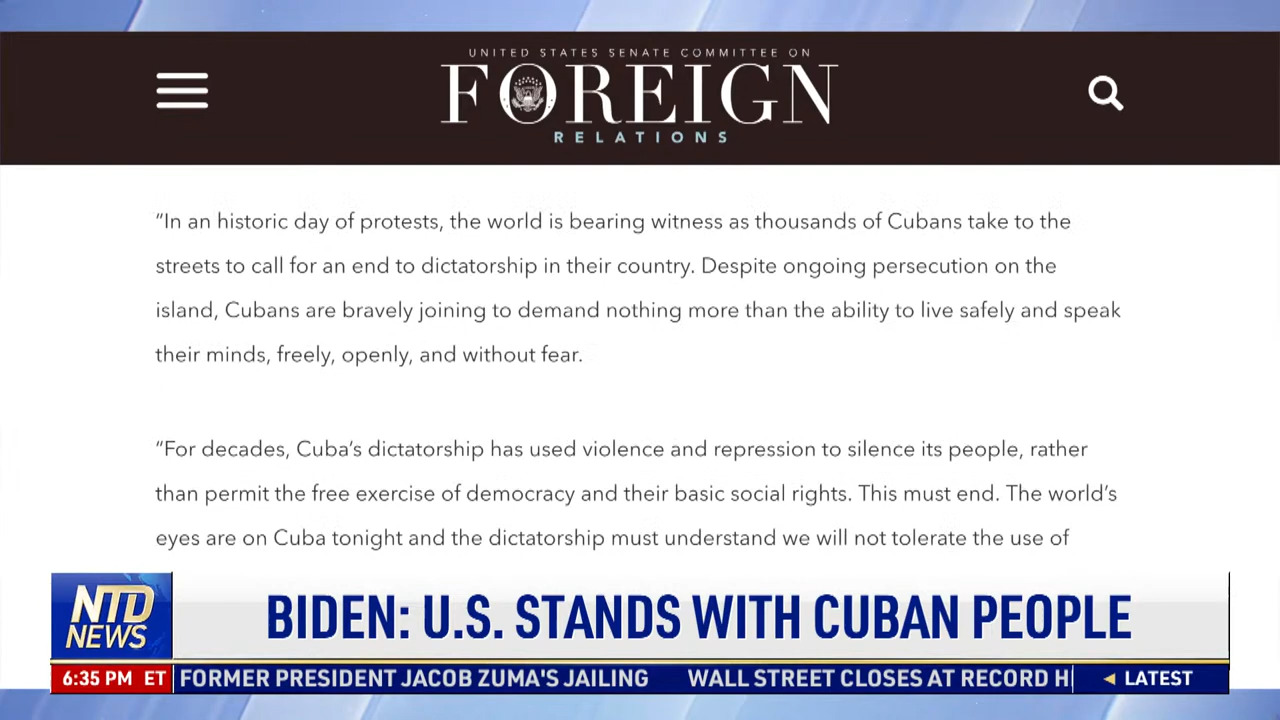 UNITED STATES SENATE COMMITTEE ON
FOREIGN
RELATIONS
“In an historic day of protests, the world is bearing witness as thousands of Cubans take to the
streets to call for an end to dictatorship in their country. Despite ongoing persecution on the
island, Cubans are bravely joining to demand nothing more than the ability to live safely and speak
their minds, freely, openly, and without fear.
“For decades, Cuba’s dictatorship has used violence and repression to silence its people, rather
than permit the free exercise of democracy and their basic social rights. This must end. The world’s
eyes are on Cuba tonight and the dictatorship must understand we will not tolerate the use of
NTD
NEWS
BIDEN: U.S. STANDS WITH CUBAN PEOPLE
6:35 PM ET FORMER PRESIDENT JACOB ZUMA'S JAILING WALL STREET CLOSES AT RECORD H LATEST